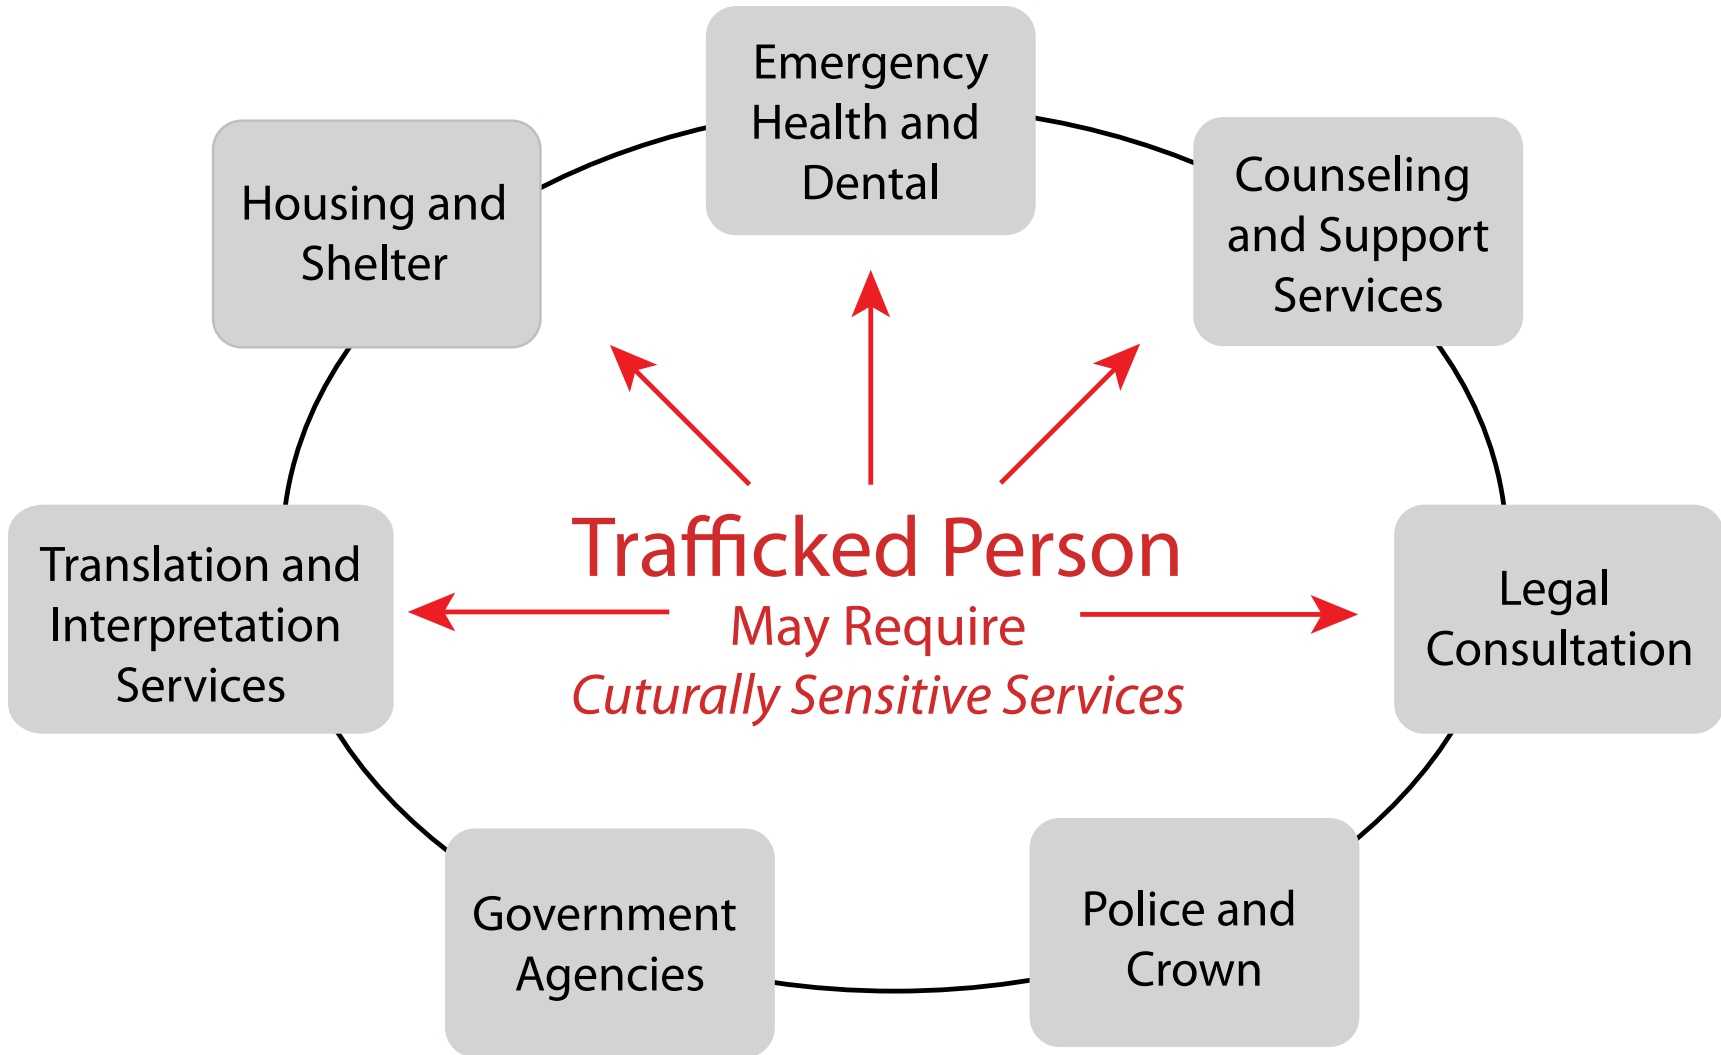 Emergency
Health and
Dental
Housing and
Shelter
Counseling
and Support
Services
Trafficked Person
May Require
Cuturally Sensitive Services
Translation and
Interpretation
Services
Legal
Consultation
Government
Agencies
Police and
Crown